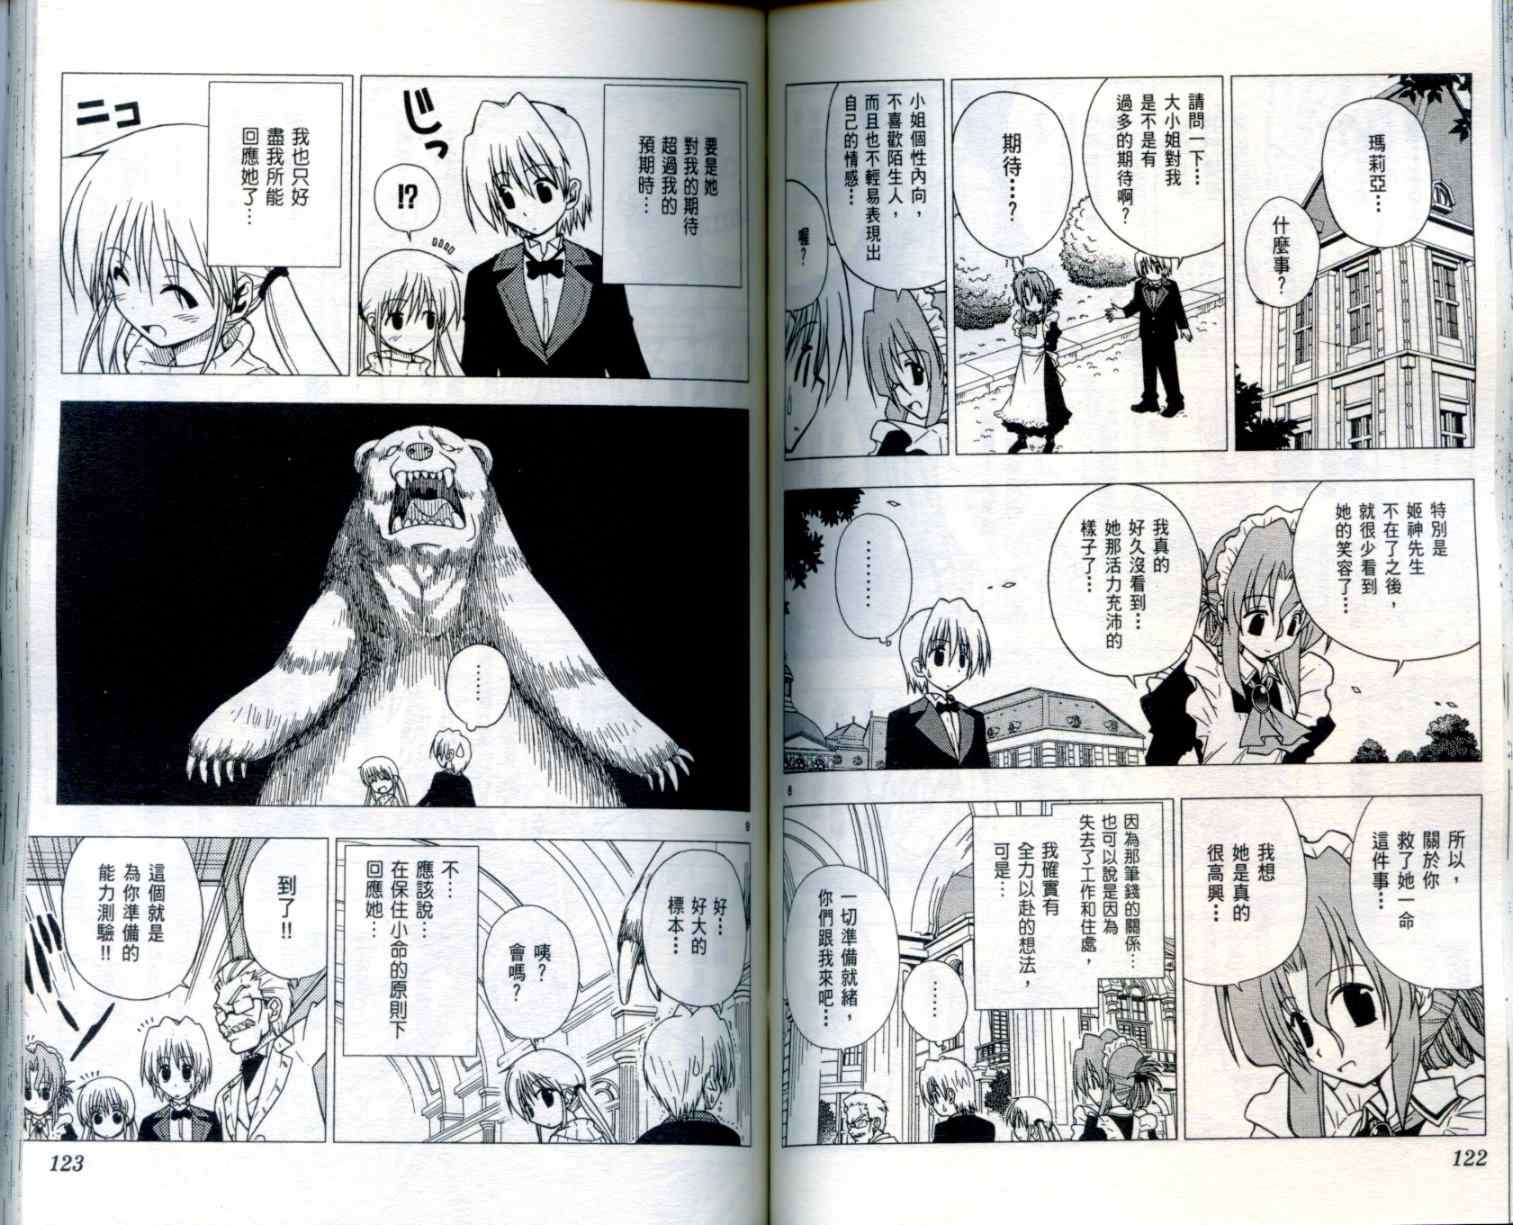 瑪莉亞…
什麼事？
請問一下…
大小姐對我
是不是有
過多的期待啊？
期待…？
小姐個性內向，
不喜歡陌生人，
而且也不輕易表現出
自己的情感…
喔？
特別是
姬神先生
不在了之後，
就很少看到
她的笑容了…
我真的
好久沒看到…
她那活力充沛的
樣子了…
………
8
所以，
關於你
救了她一命
這件事…
我想
她是真的
很高興…
因為那筆錢的關係…
也可以說是因為
失去了工作和住處，
我確實有
全力以赴的想法，
可是…
……
一切準備就緒，
你們跟我來吧…
122
要是她
對我的期待
超過我的
預期時…
じっ
!?
我也只好
盡我所能
回應她了…
ニコ
……
9
好…
好大的
標本…
咦？
會嗎？
不…
應該說…
在保住小命的原則下
回應她…
到了!!
這個就是
為你準備的
能力測驗!!
123